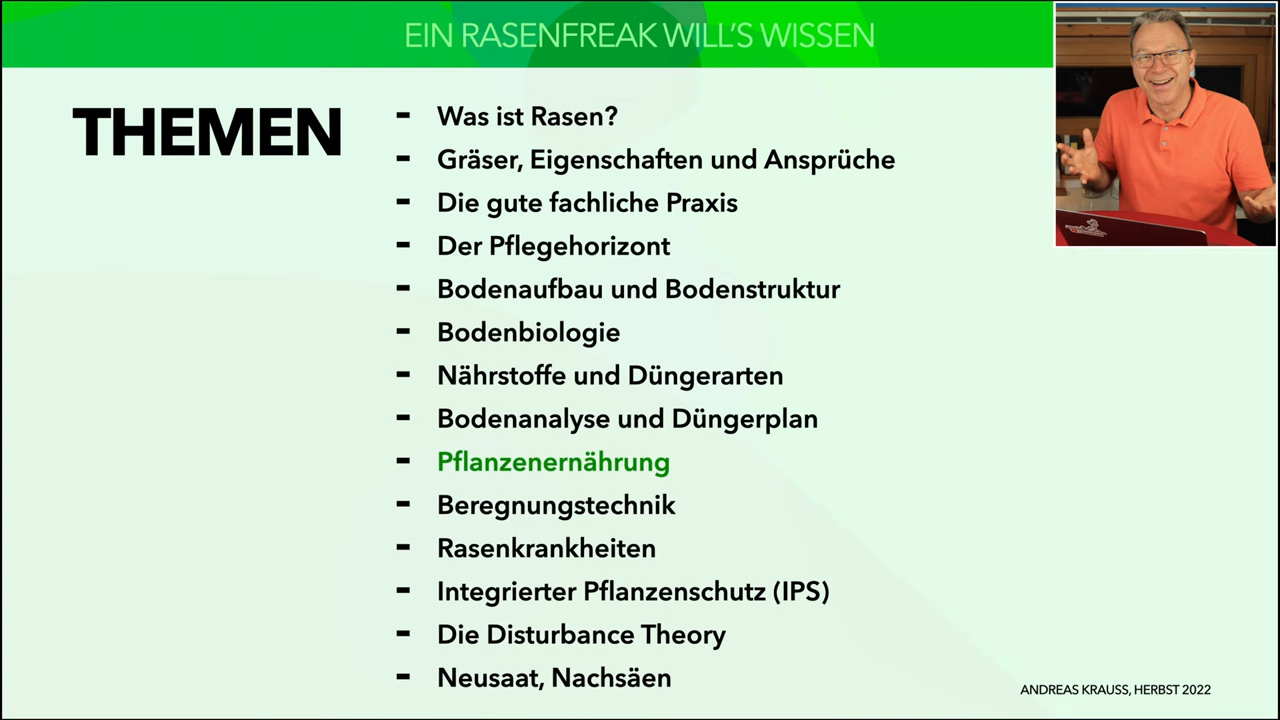 EIN RASENFREAK WILL'S WISSEN
THEMEN
- Was ist Rasen?
- Gräser, Eigenschaften und Ansprüche
- Die gute fachliche Praxis
- Der Pflegehorizont
- Bodenaufbau und Bodenstruktur
- Bodenbiologie
- Nährstoffe und Düngerarten
- Bodenanalyse und Düngerplan
- Pflanzenernährung
- Beregnungstechnik
- Rasenkrankheiten
- Integrierter Pflanzenschutz (IPS)
- Die Disturbance Theory
- Neusaat, Nachsäen
ANDREAS KRAUSS, HERBST 2022